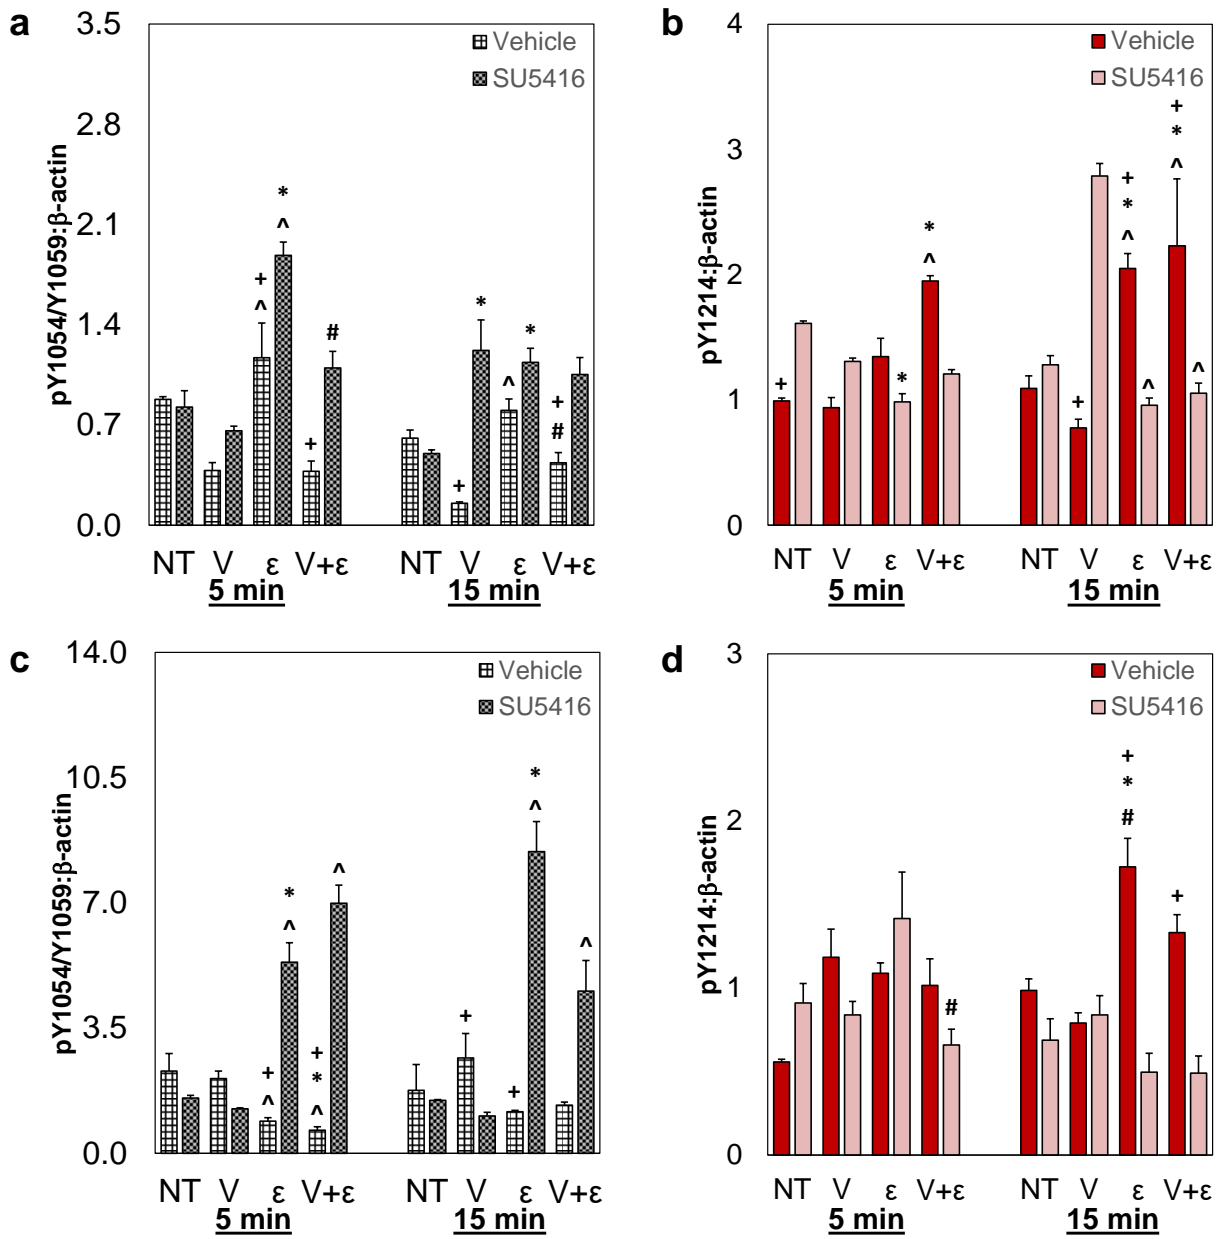 a
3.5
2.8
2.1
1.4
0.7
0.0
pY1054/Y1059:β-actin
Vehicle
SU5416
*
^
+
^
#
+
*
*
^
+
+
#
NT V ε V+ε NT V ε V+ε
5 min 15 min
b
4
3
2
1
0
pY1214:β-actin
Vehicle
SU5416
+
*
^
+
*
^
*
^
+
*
+
^
^
NT V ε V+ε NT V ε V+ε
5 min 15 min
c
14.0
10.5
7.0
3.5
0.0
pY1054/Y1059:β-actin
Vehicle
SU5416
*
^
^
*
^
^
+
^
+
*
^
+
+
NT V ε V+ε NT V ε V+ε
5 min 15 min
d
3
2
1
0
pY1214:β-actin
Vehicle
SU5416
+
*
#
+
#
NT V ε V+ε NT V ε V+ε
5 min 15 min